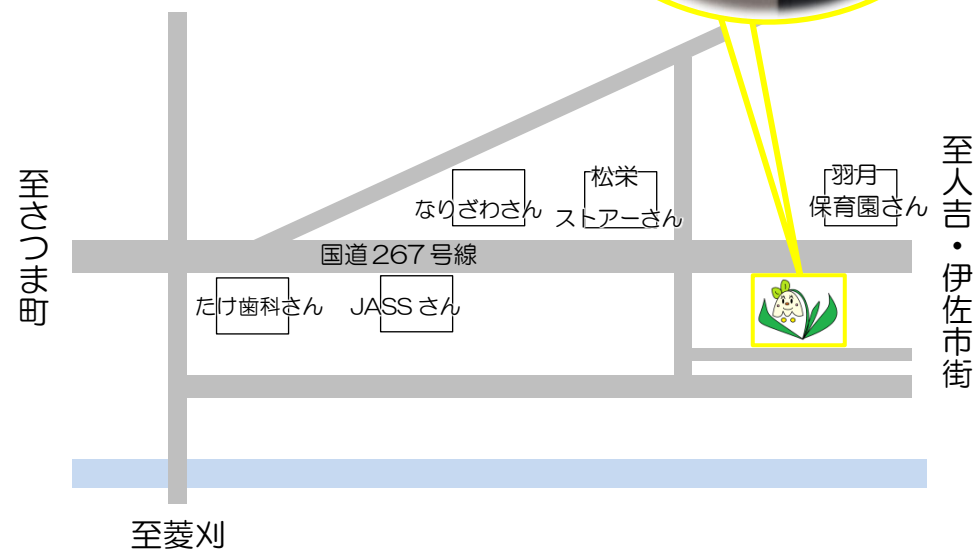 至さつま町
至人吉・伊佐市街
羽月
保育園さん
松栄
ストアーさん
なりざわさん
国道267号線
たけ歯科さん
JASSさん
至菱刈